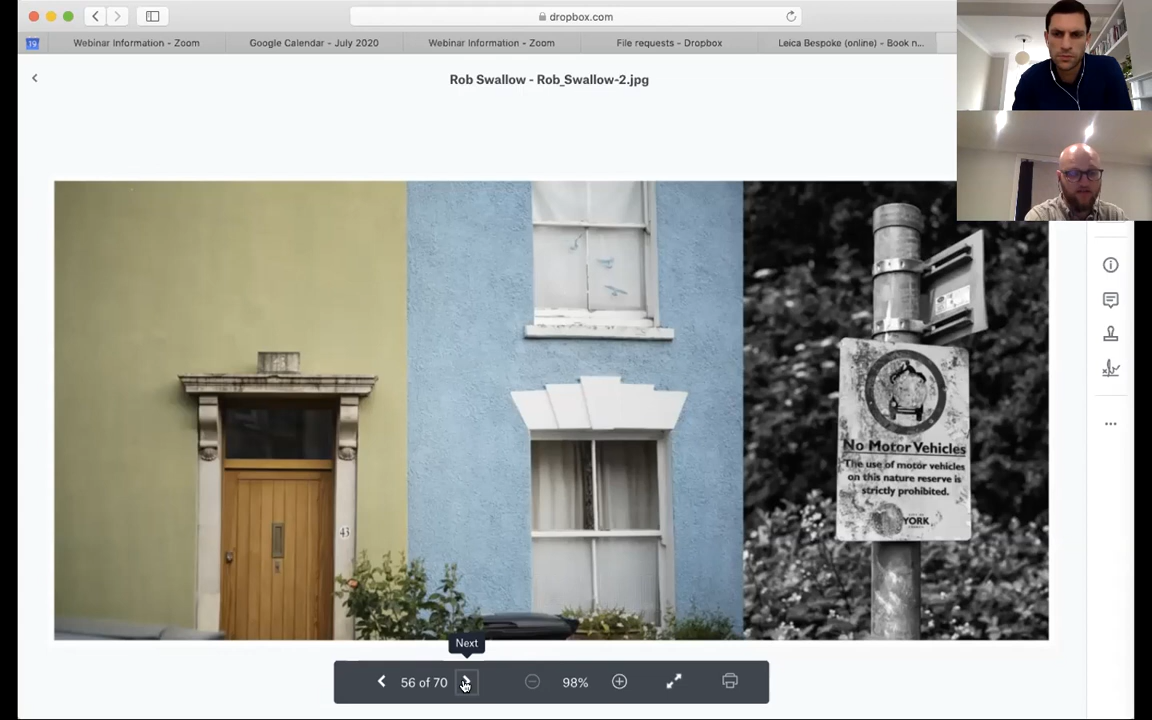 19
dropbox.com
Webinar Information - Zoom
Google Calendar - July 2020
Webinar Information - Zoom
File requests - Dropbox
Leica Bespoke (online) - Book n...
Rob Swallow - Rob_Swallow-2.jpg
43
No Motor Vehicles
The use of motor vehicles
on this nature reserve is
strictly prohibited.
YORK
Next
56 of 70
98%